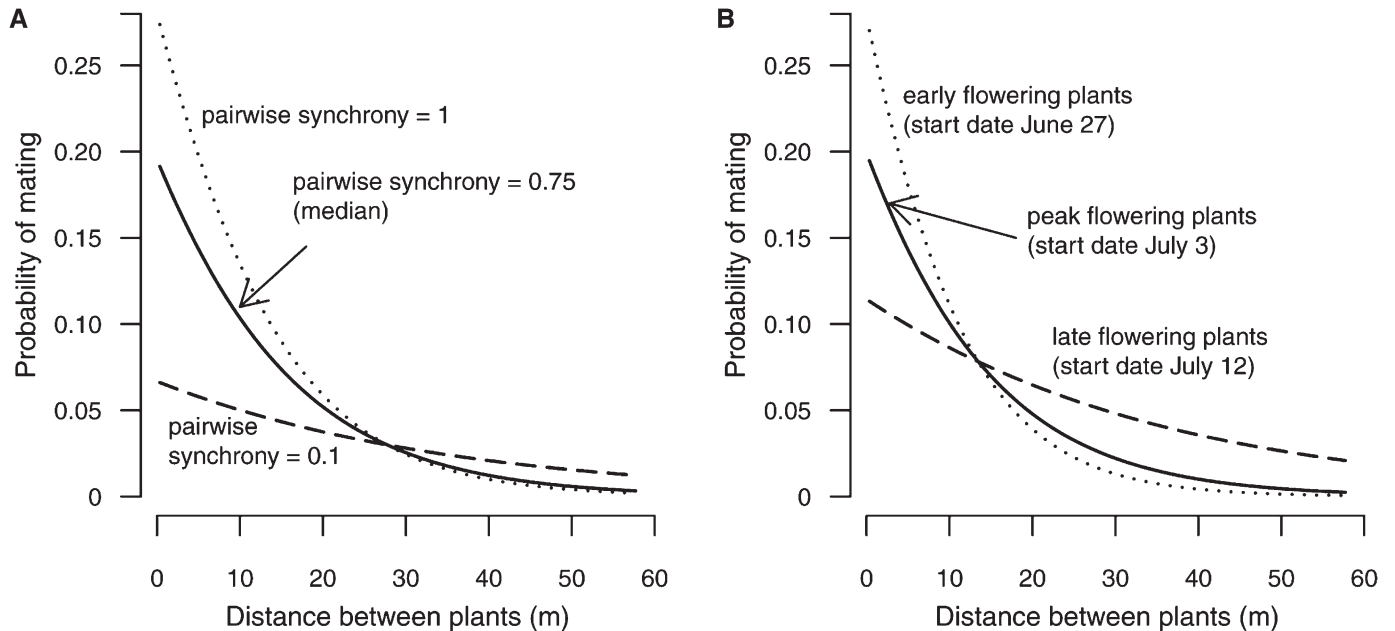 A
Probability of mating
0.25
0.20
0.15
0.10
0.05
0
pairwise synchrony = 1
pairwise synchrony = 0.75
(median)
pairwise
synchrony = 0.1
0 10 20 30 40 50 60
Distance between plants (m)
B
Probability of mating
0.25
0.20
0.15
0.10
0.05
0
early flowering plants
(start date June 27)
peak flowering plants
(start date July 3)
late flowering plants
(start date July 12)
0 10 20 30 40 50 60
Distance between plants (m)